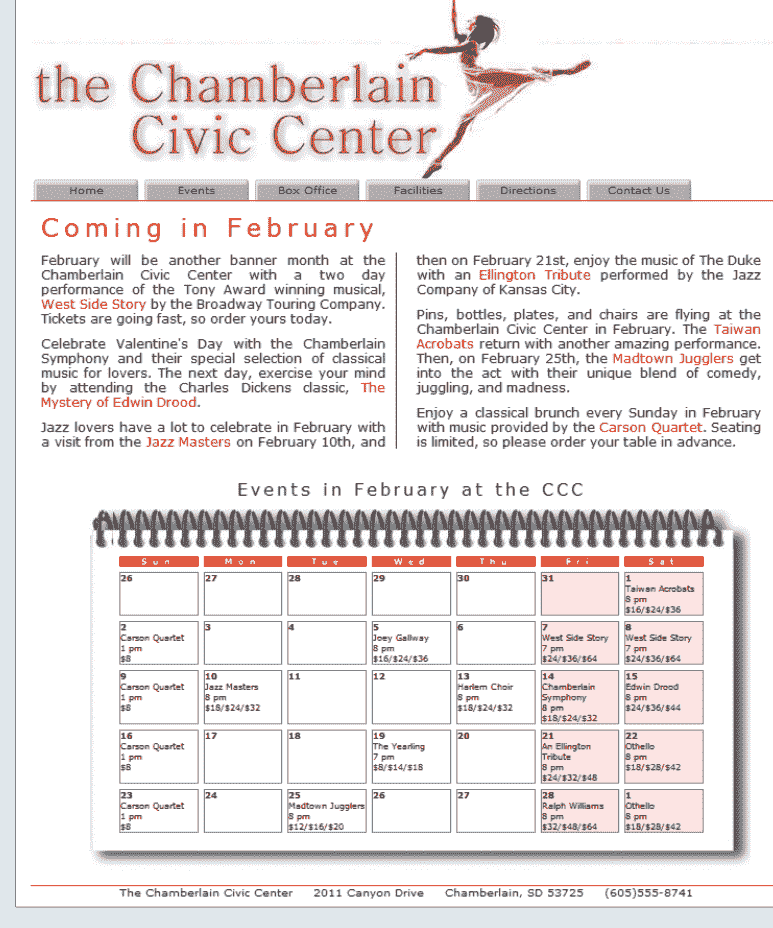 the Chamberlain
Civic Center
Home Events Box Office Facilities Directions Contact Us
Coming in February
February will be another banner month at the
Chamberlain Civic Center with a two day
performance of the Tony Award winning musical,
West Side Story by the Broadway Touring Company.
Tickets are going fast, so order yours today.
Celebrate Valentine's Day with the Chamberlain
Symphony and their special selection of classical
music for lovers. The next day, exercise your mind
by attending the Charles Dickens classic, The
Mystery of Edwin Drood.
Jazz lovers have a lot to celebrate in February with
a visit from the Jazz Masters on February 10th, and
then on February 21st, enjoy the music of The Duke
with an Ellington Tribute performed by the Jazz
Company of Kansas City.
Pins, bottles, plates, and chairs are flying at the
Chamberlain Civic Center in February. The Taiwan
Acrobats return with another amazing performance.
Then, on February 25th, the Madtown Jugglers get
into the act with their unique blend of comedy,
juggling, and madness.
Enjoy a classical brunch every Sunday in February
with music provided by the Carson Quartet. Seating
is limited, so please order your table in advance.
Events in February at the CCC
Sun Mon Tue Wed Thu Fri Sat
26 27 28 29 30 31 1
Taiwan Acrobats
8 pm
$16/$24/$36
2 3 4 5 6 7 8
Carson Quartet Joey Gallway West Side Story West Side Story
1 pm 8 pm 7 pm 7 pm
$8 $16/$24/$36 $24/$36/$64 $24/$36/$64
9 10 11 12 13 14 15
Carson Quartet Jazz Masters Harlem Choir Chamberlain Edwin Drood
1 pm 8 pm 8 pm Symphony 8 pm
$8 $18/$24/$32 $18/$24/$32 8 pm $24/$36/$44
$18/$24/$32
16 17 18 19 20 21 22
Carson Quartet The Yearling An Ellington Othello
1 pm 7 pm Tribute 8 pm
$8 $8/$14/$18 8 pm $18/$28/$42
$24/$32/$48
23 24 25 26 27 28 1
Carson Quartet Madtown Jugglers Ralph Williams Othello
1 pm 8 pm 8 pm 8 pm
$8 $12/$16/$20 $32/$48/$64 $18/$28/$42
The Chamberlain Civic Center 2011 Canyon Drive Chamberlain, SD 53725 (605)555-8741